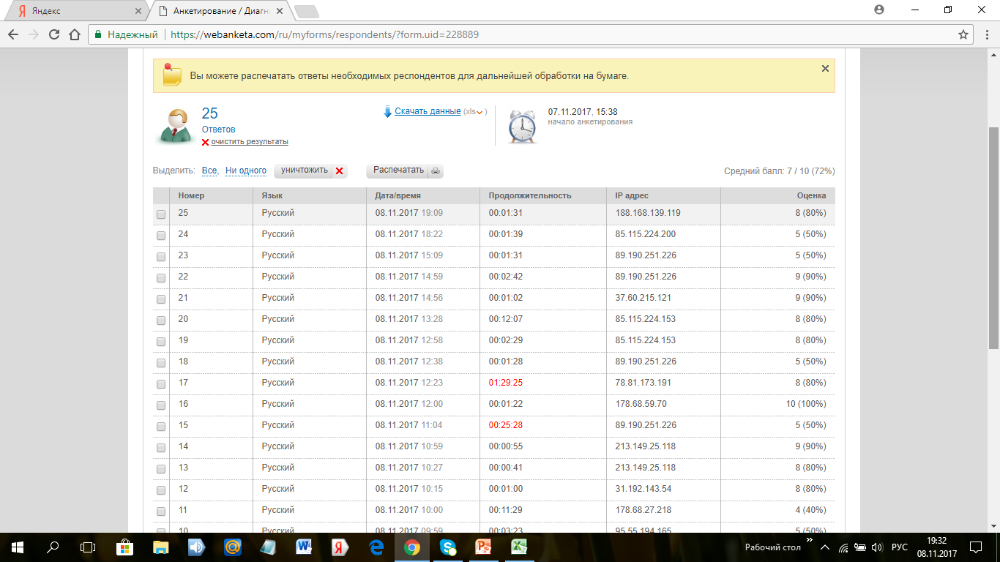 Яндекс
Анкетирование / Диагн
Надежный
https://webanketa.com/ru/myforms/respondents/?form.uid=228889
Вы можете распечатать ответы необходимых респондентов для дальнейшей обработки на бумаге.
25
Ответов
очистить результаты
Скачать данные (xls)
07.11.2017, 15:38
начало анкетирования
Выделить: Все, Ни одного уничтожить Распечатать Средний балл: 7 / 10 (72%)
Номер Язык Дата/время Продолжительность IP адрес Оценка
25 Русский 08.11.2017 19:09 00:01:31 188.168.139.119 8 (80%)
24 Русский 08.11.2017 18:22 00:01:39 85.115.224.200 5 (50%)
23 Русский 08.11.2017 15:09 00:01:31 89.190.251.226 5 (50%)
22 Русский 08.11.2017 14:59 00:02:42 89.190.251.226 9 (90%)
21 Русский 08.11.2017 14:56 00:01:02 37.60.215.121 9 (90%)
20 Русский 08.11.2017 13:28 00:12:07 85.115.224.153 8 (80%)
19 Русский 08.11.2017 12:58 00:02:29 85.115.224.153 8 (80%)
18 Русский 08.11.2017 12:38 00:01:28 89.190.251.226 5 (50%)
17 Русский 08.11.2017 12:23 01:29:25 78.81.173.191 8 (80%)
16 Русский 08.11.2017 12:00 00:01:22 178.68.59.70 10 (100%)
15 Русский 08.11.2017 11:04 00:25:28 89.190.251.226 5 (50%)
14 Русский 08.11.2017 10:59 00:00:55 213.149.25.118 9 (90%)
13 Русский 08.11.2017 10:27 00:00:41 213.149.25.118 8 (80%)
12 Русский 08.11.2017 10:15 00:01:00 31.192.143.54 8 (80%)
11 Русский 08.11.2017 10:00 00:11:29 178.68.27.218 4 (40%)
10 Русский 08.11.2017 09:59 00:03:23 95.55.194.165 5 (50%)
Рабочий стол
РУС
19:32
08.11.2017